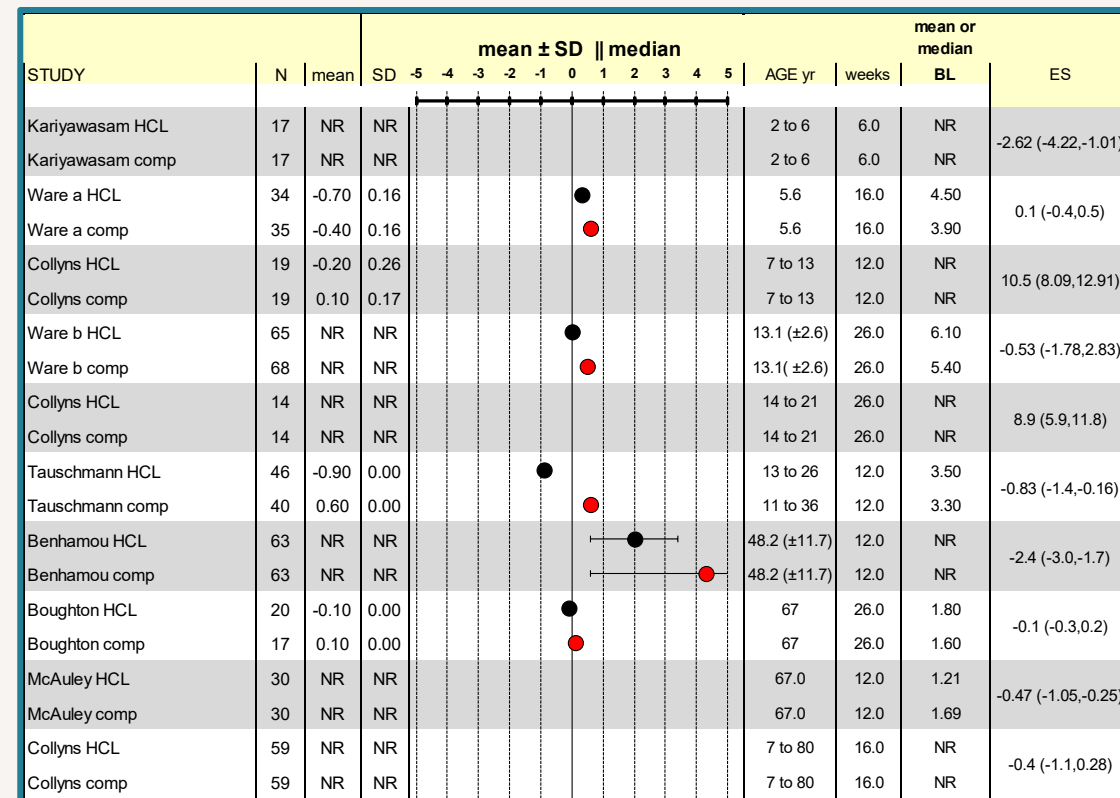 mean or
mean ± SD || median median
STUDY N mean SD -5 -4 -3 -2 -1 0 1 2 3 4 5 AGE yr weeks BL ES
Kariyawasam HCL 17 NR NR 2 to 6 6.0 NR
-2.62 (-4.22,-1.01)
Kariyawasam comp 17 NR NR 2 to 6 6.0 NR
Ware a HCL 34 -0.70 0.16 5.6 16.0 4.50
0.1 (-0.4,0.5)
Ware a comp 35 -0.40 0.16 5.6 16.0 3.90
Collyns HCL 19 -0.20 0.26 7 to 13 12.0 NR
10.5 (8.09,12.91)
Collyns comp 19 0.10 0.17 7 to 13 12.0 NR
Ware b HCL 65 NR NR 13.1 (±2.6) 26.0 6.10
-0.53 (-1.78,2.83)
Ware b comp 68 NR NR 13.1( ±2.6) 26.0 5.40
Collyns HCL 14 NR NR 14 to 21 26.0 NR
8.9 (5.9,11.8)
Collyns comp 14 NR NR 14 to 21 26.0 NR
Tauschmann HCL 46 -0.90 0.00 13 to 26 12.0 3.50
-0.83 (-1.4,-0.16)
Tauschmann comp 40 0.60 0.00 11 to 36 12.0 3.30
Benhamou HCL 63 NR NR 48.2 (±11.7) 12.0 NR
-2.4 (-3.0,-1.7)
Benhamou comp 63 NR NR 48.2 (±11.7) 12.0 NR
Boughton HCL 20 -0.10 0.00 67 26.0 1.80
-0.1 (-0.3,0.2)
Boughton comp 17 0.10 0.00 67 26.0 1.60
McAuley HCL 30 NR NR 67.0 12.0 1.21
-0.47 (-1.05,-0.25)
McAuley comp 30 NR NR 67.0 12.0 1.69
Collyns HCL 59 NR NR 7 to 80 16.0 NR
-0.4 (-1.1,0.28)
Collyns comp 59 NR NR 7 to 80 16.0 NR